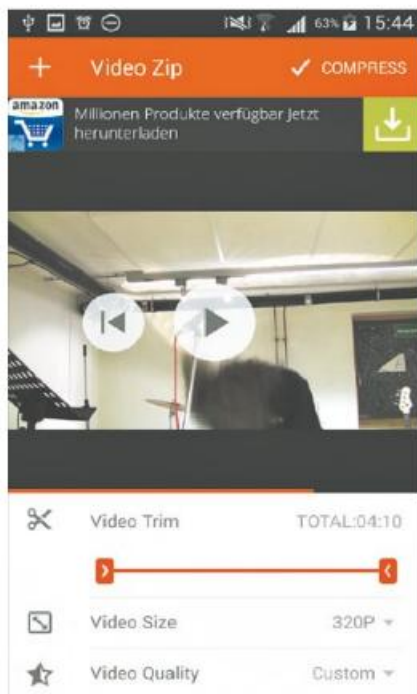 63% 15:44
Video Zip COMPRESS
amazon
Millionen Produkte verfügbar Jetzt
herunterladen
Video Trim TOTAL:04:10
Video Size 320P
Video Quality Custom